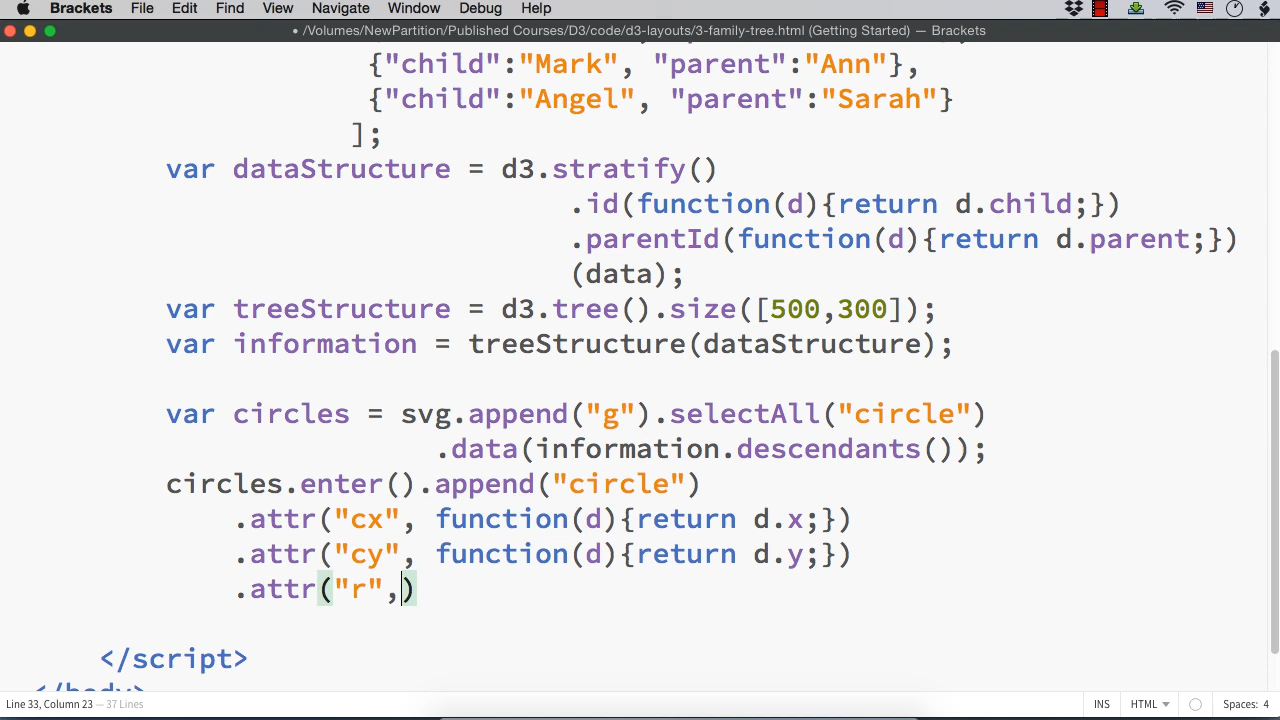 Brackets File Edit Find View Navigate Window Debug Help
• /Volumes/NewPartition/Published Courses/D3/code/d3-layouts/3-family-tree.html (Getting Started) — Brackets
{"child":"Mark", "parent":"Ann"},
{"child":"Angel", "parent":"Sarah"}
];
var dataStructure = d3.stratify()
.id(function(d){return d.child;})
.parentId(function(d){return d.parent;})
(data);
var treeStructure = d3.tree().size([500,300]);
var information = treeStructure(dataStructure);
var circles = svg.append("g").selectAll("circle")
.data(information.descendants());
circles.enter().append("circle")
.attr("cx", function(d){return d.x;})
.attr("cy", function(d){return d.y;})
.attr("r",)
</script>
</body>
Line 33, Column 23 — 37 Lines INS HTML Spaces: 4